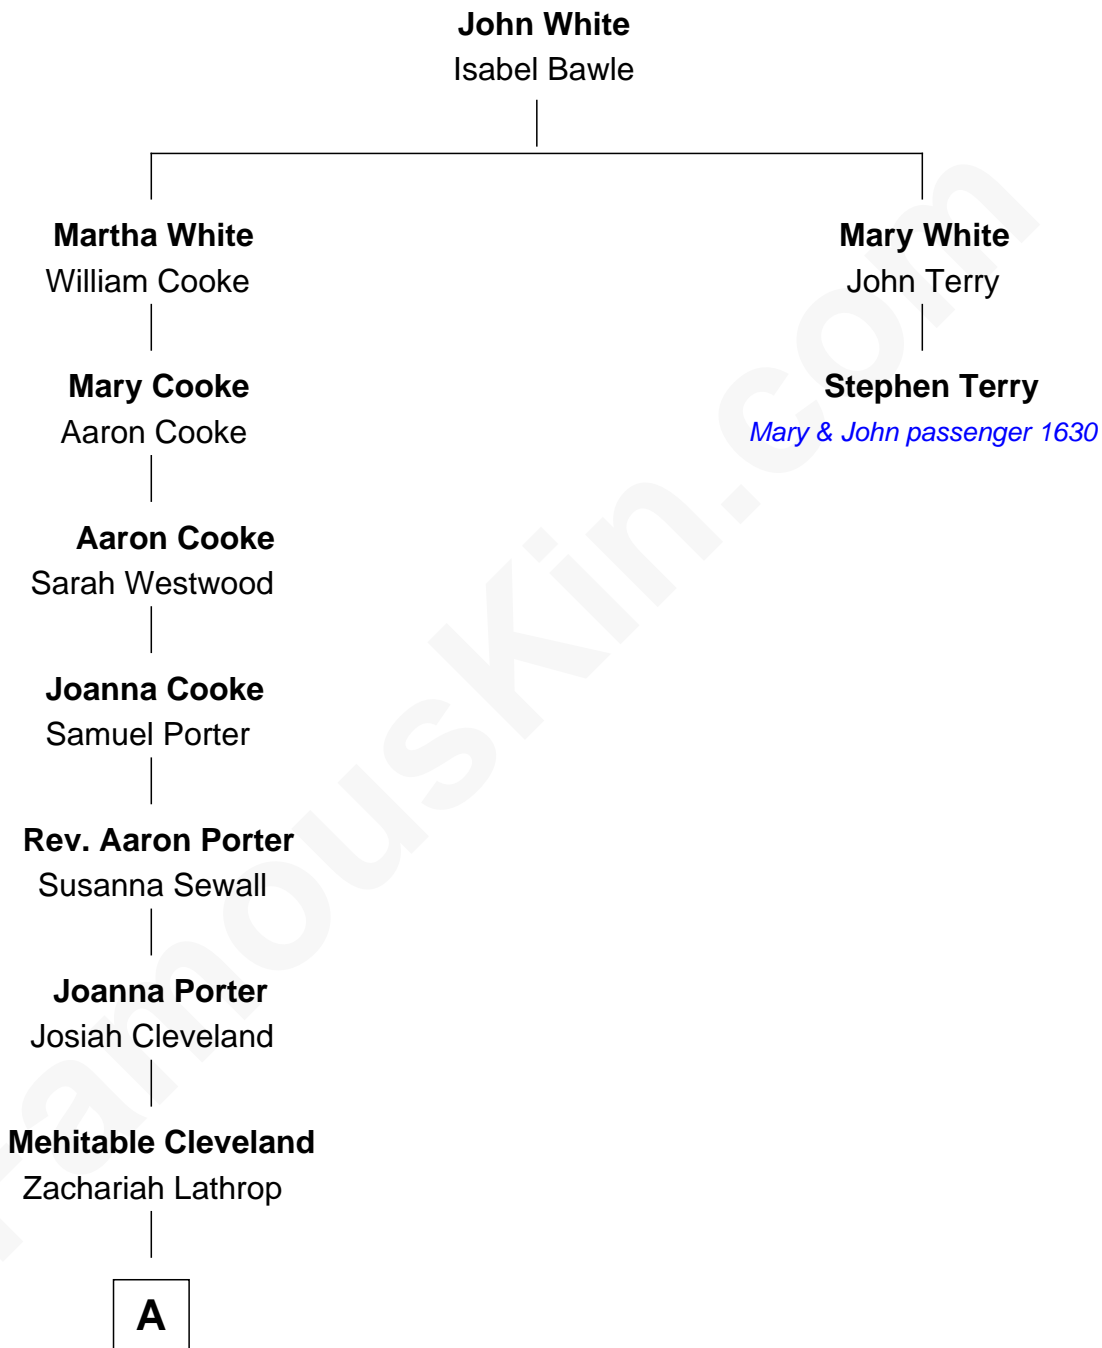 John White
Isabel Bawle
Martha White
William Cooke
Mary White
John Terry
Mary Cooke
Aaron Cooke
Stephen Terry
Mary & John passenger 1630
Aaron Cooke
Sarah Westwood
Joanna Cooke
Samuel Porter
Rev. Aaron Porter
Susanna Sewall
Joanna Porter
Josiah Cleveland
Mehitable Cleveland
Zachariah Lathrop
A
FamousKin.com